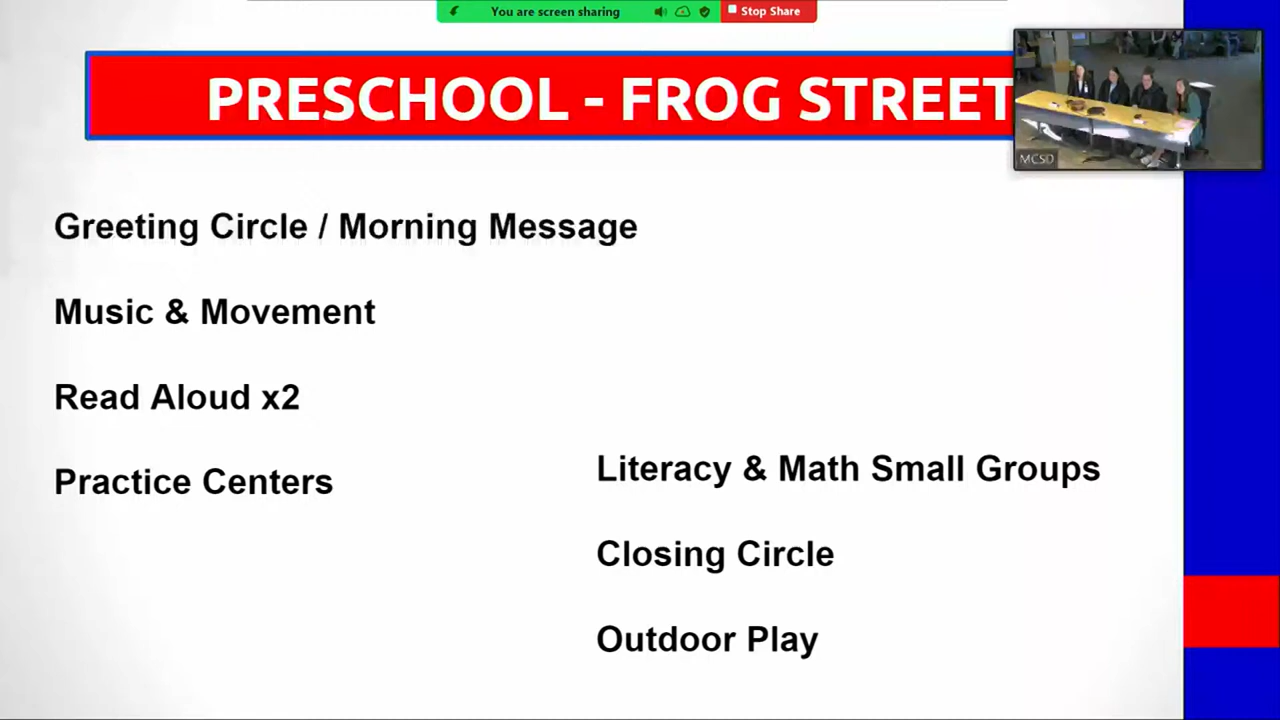 You are screen sharing
Stop Share
PRESCHOOL - FROG STREET
MCSD
Greeting Circle / Morning Message
Music & Movement
Read Aloud x2
Practice Centers
Literacy & Math Small Groups
Closing Circle
Outdoor Play